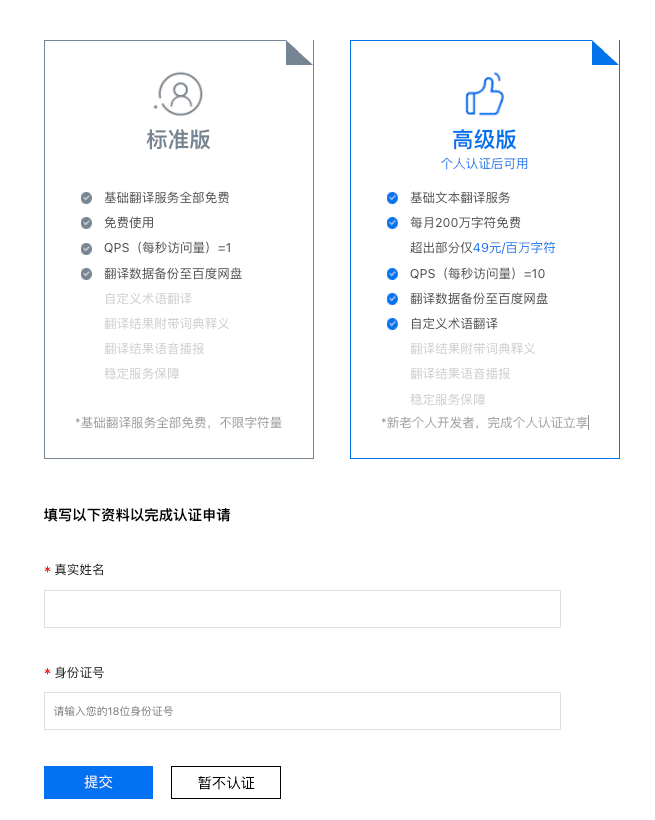 标准版
基础翻译服务全部免费
免费使用
QPS（每秒访问量）=1
翻译数据备份至百度网盘
自定义术语翻译
翻译结果附带词典释义
翻译结果语音播报
稳定服务保障
*基础翻译服务全部免费，不限字符量
高级版
个人认证后可用
基础文本翻译服务
每月200万字符免费
超出部分仅49元/百万字符
QPS（每秒访问量）=10
翻译数据备份至百度网盘
自定义术语翻译
翻译结果附带词典释义
翻译结果语音播报
稳定服务保障
*新老个人开发者，完成个人认证立享
填写以下资料以完成认证申请
* 真实姓名
* 身份证号
请输入您的18位身份证号
提交
暂不认证